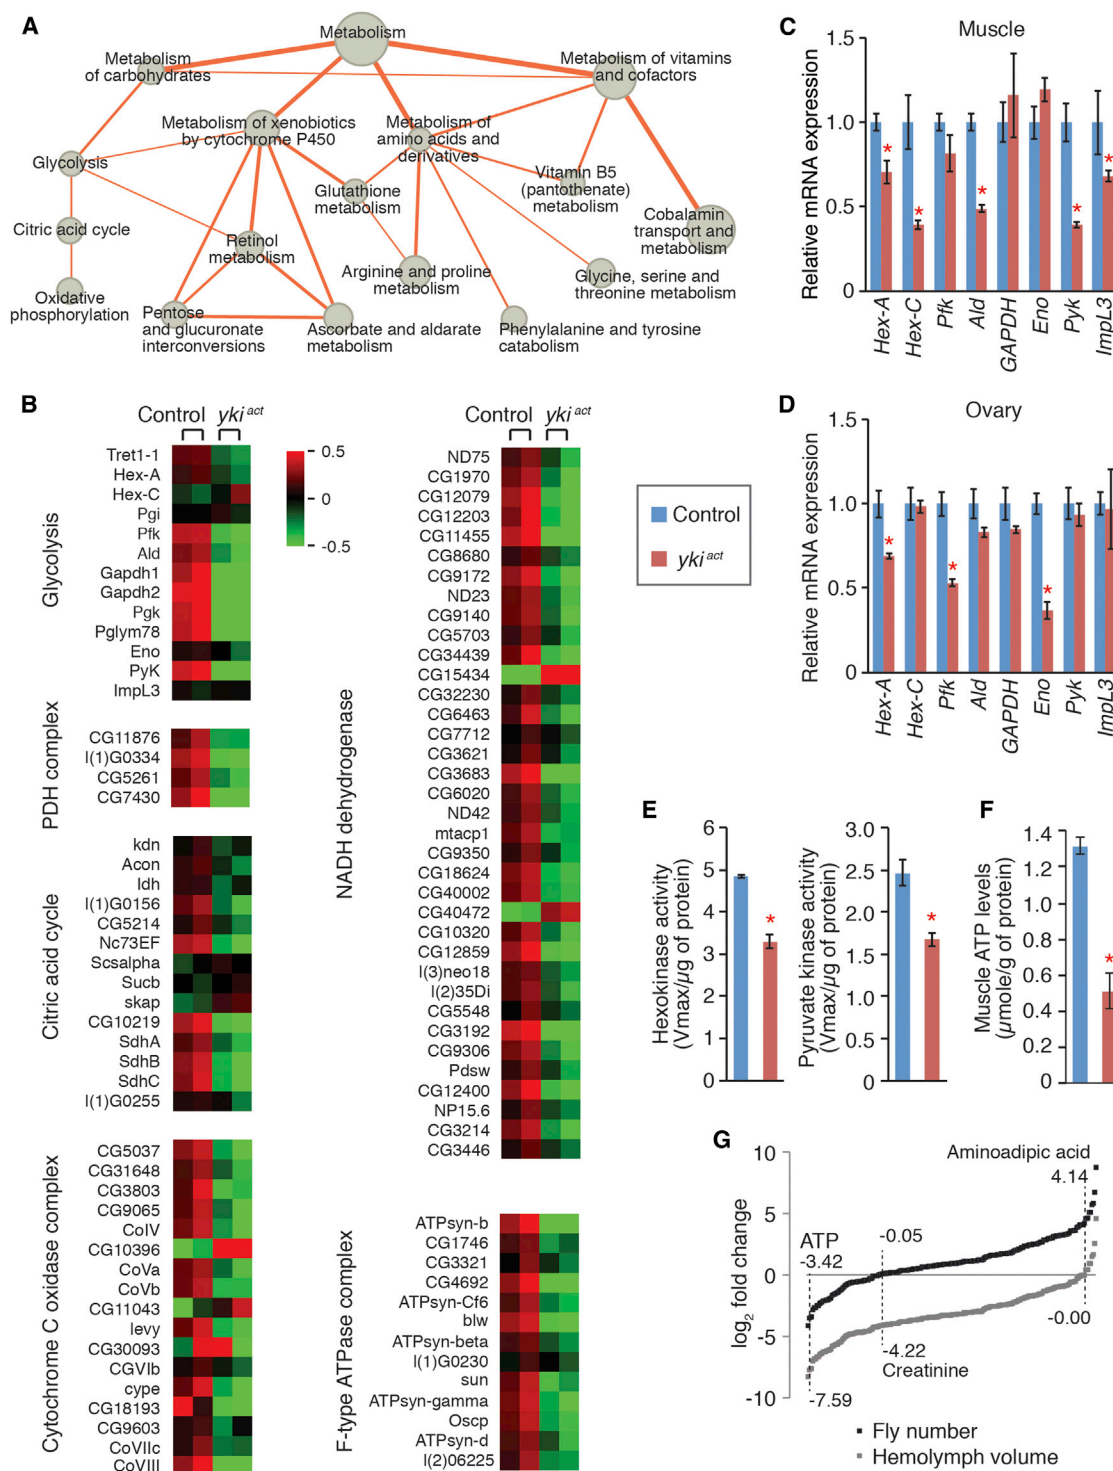 A
Metabolism
Metabolism
of carbohydrates
Metabolism of vitamins
and cofactors
Metabolism of xenobiotics
by cytochrome P450
Metabolism of
amino acids and
derivatives
Glycolysis
Glutathione
metabolism
Vitamin B5
(pantothenate)
metabolism
Citric acid cycle
Retinol
metabolism
Cobalamin
transport and
metabolism
Arginine and proline
metabolism
Glycine, serine and
threonine metabolism
Oxidative
phosphorylation
Pentose
and glucuronate
interconversions
Ascorbate and aldarate
metabolism
Phenylalanine and tyrosine
catabolism
B
Control
yki act
0.5
0
-0.5
Glycolysis
Tret1-1
Hex-A
Hex-C
Pgi
Pfk
Ald
Gapdh1
Gapdh2
Pgk
Pglym78
Eno
PyK
ImpL3
PDH complex
CG11876
l(1)G0334
CG5261
CG7430
Citric acid cycle
kdn
Acon
Idh
l(1)G0156
CG5214
Nc73EF
Scsalpha
Sucb
skap
CG10219
SdhA
SdhB
SdhC
l(1)G0255
Cytochrome C oxidase complex
CG5037
CG31648
CG3803
CG9065
CoIV
CG10396
CoVa
CoVb
CG11043
levy
CG30093
CGVIb
cype
CG18193
CG9603
CoVIIc
CoVIII
Control
yki act
NADH dehydrogenase
ND75
CG1970
CG12079
CG12203
CG11455
CG8680
CG9172
ND23
CG9140
CG5703
CG34439
CG15434
CG32230
CG6463
CG7712
CG3621
CG3683
CG6020
ND42
mtacp1
CG9350
CG18624
CG40002
CG40472
CG10320
CG12859
l(3)neo18
l(2)35Di
CG5548
CG3192
CG9306
Pdsw
CG12400
NP15.6
CG3214
CG3446
F-type ATPase complex
ATPsyn-b
CG1746
CG3321
CG4692
ATPsyn-Cf6
blw
ATPsyn-beta
l(1)G0230
sun
ATPsyn-gamma
Oscp
ATPsyn-d
l(2)06225
C
Muscle
Relative mRNA expression
1.5
1.0
0.5
0
* * * * *
Hex-A
Hex-C
Pfk
Ald
GAPDH
Eno
Pyk
ImpL3
D
Ovary
Relative mRNA expression
1.5
1.0
0.5
0
* * *
Hex-A
Hex-C
Pfk
Ald
GAPDH
Eno
Pyk
ImpL3
Control
yki act
E
Hexokinase activity
(Vmax/µg of protein)
6
5
4
3
2
1
0
*
Pyruvate kinase activity
(Vmax/µg of protein)
3.0
2.5
2.0
1.5
1.0
0.5
0
*
F
Muscle ATP levels
(µmole/g of protein)
1.4
1.2
1.0
0.8
0.6
0.4
0.2
0
*
G
log2 fold change
10
5
0
-5
-10
Aminoadipic acid
4.14
-0.05
ATP
-3.42
-0.00
-4.22
Creatinine
-7.59
Fly number
Hemolymph volume